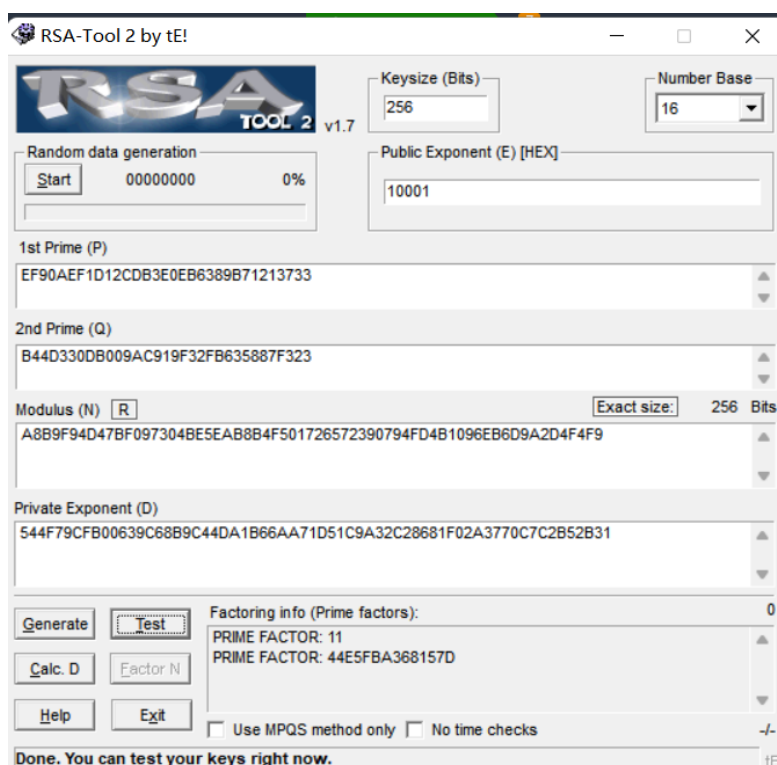 RSA-Tool 2 by tE!
RSA
TOOL 2 v1.7
Keysize (Bits)
256
Number Base
16
Random data generation
Start 00000000 0%
Public Exponent (E) [HEX]
10001
1st Prime (P)
EF90AEF1D12CDB3E0EB6389B71213733
2nd Prime (Q)
B44D330DB009AC919F32FB635887F323
Modulus (N) R Exact size: 256 Bits
A8B9F94D47BF097304BE5EAB8B4F501726572390794FD4B1096EB6D9A2D4F4F9
Private Exponent (D)
544F79CFB00639C68B9C44DA1B66AA71D51C9A32C28681F02A3770C7C2B52B31
Generate Test Factoring info (Prime factors): 0
PRIME FACTOR: 11
PRIME FACTOR: 44E5FBA368157D
Calc. D Factor N
Help Exit
Use MPQS method only No time checks -/-
Done. You can test your keys right now. tE